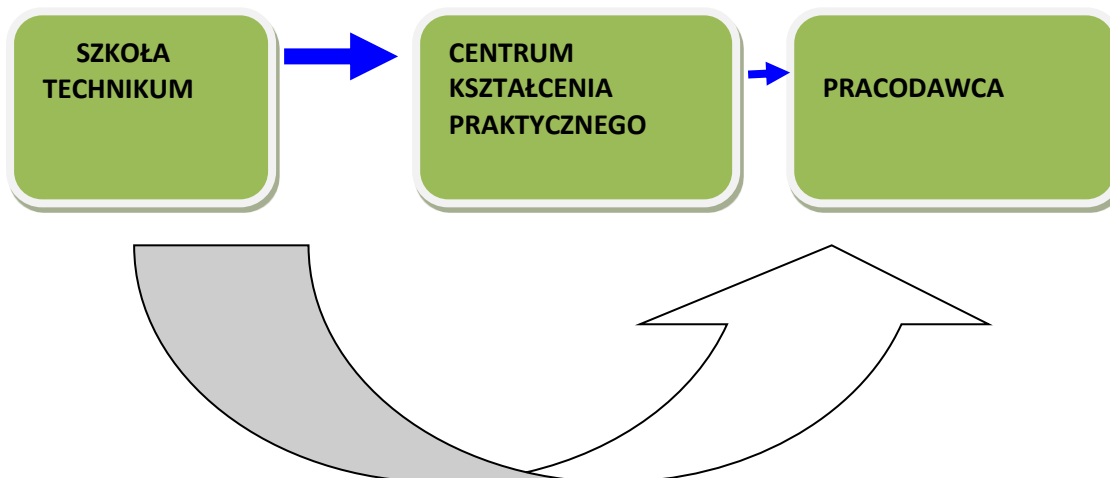 SZKOŁA
TECHNIKUM
CENTRUM
KSZTAŁCENIA
PRAKTYCZNEGO
PRACODAWCA